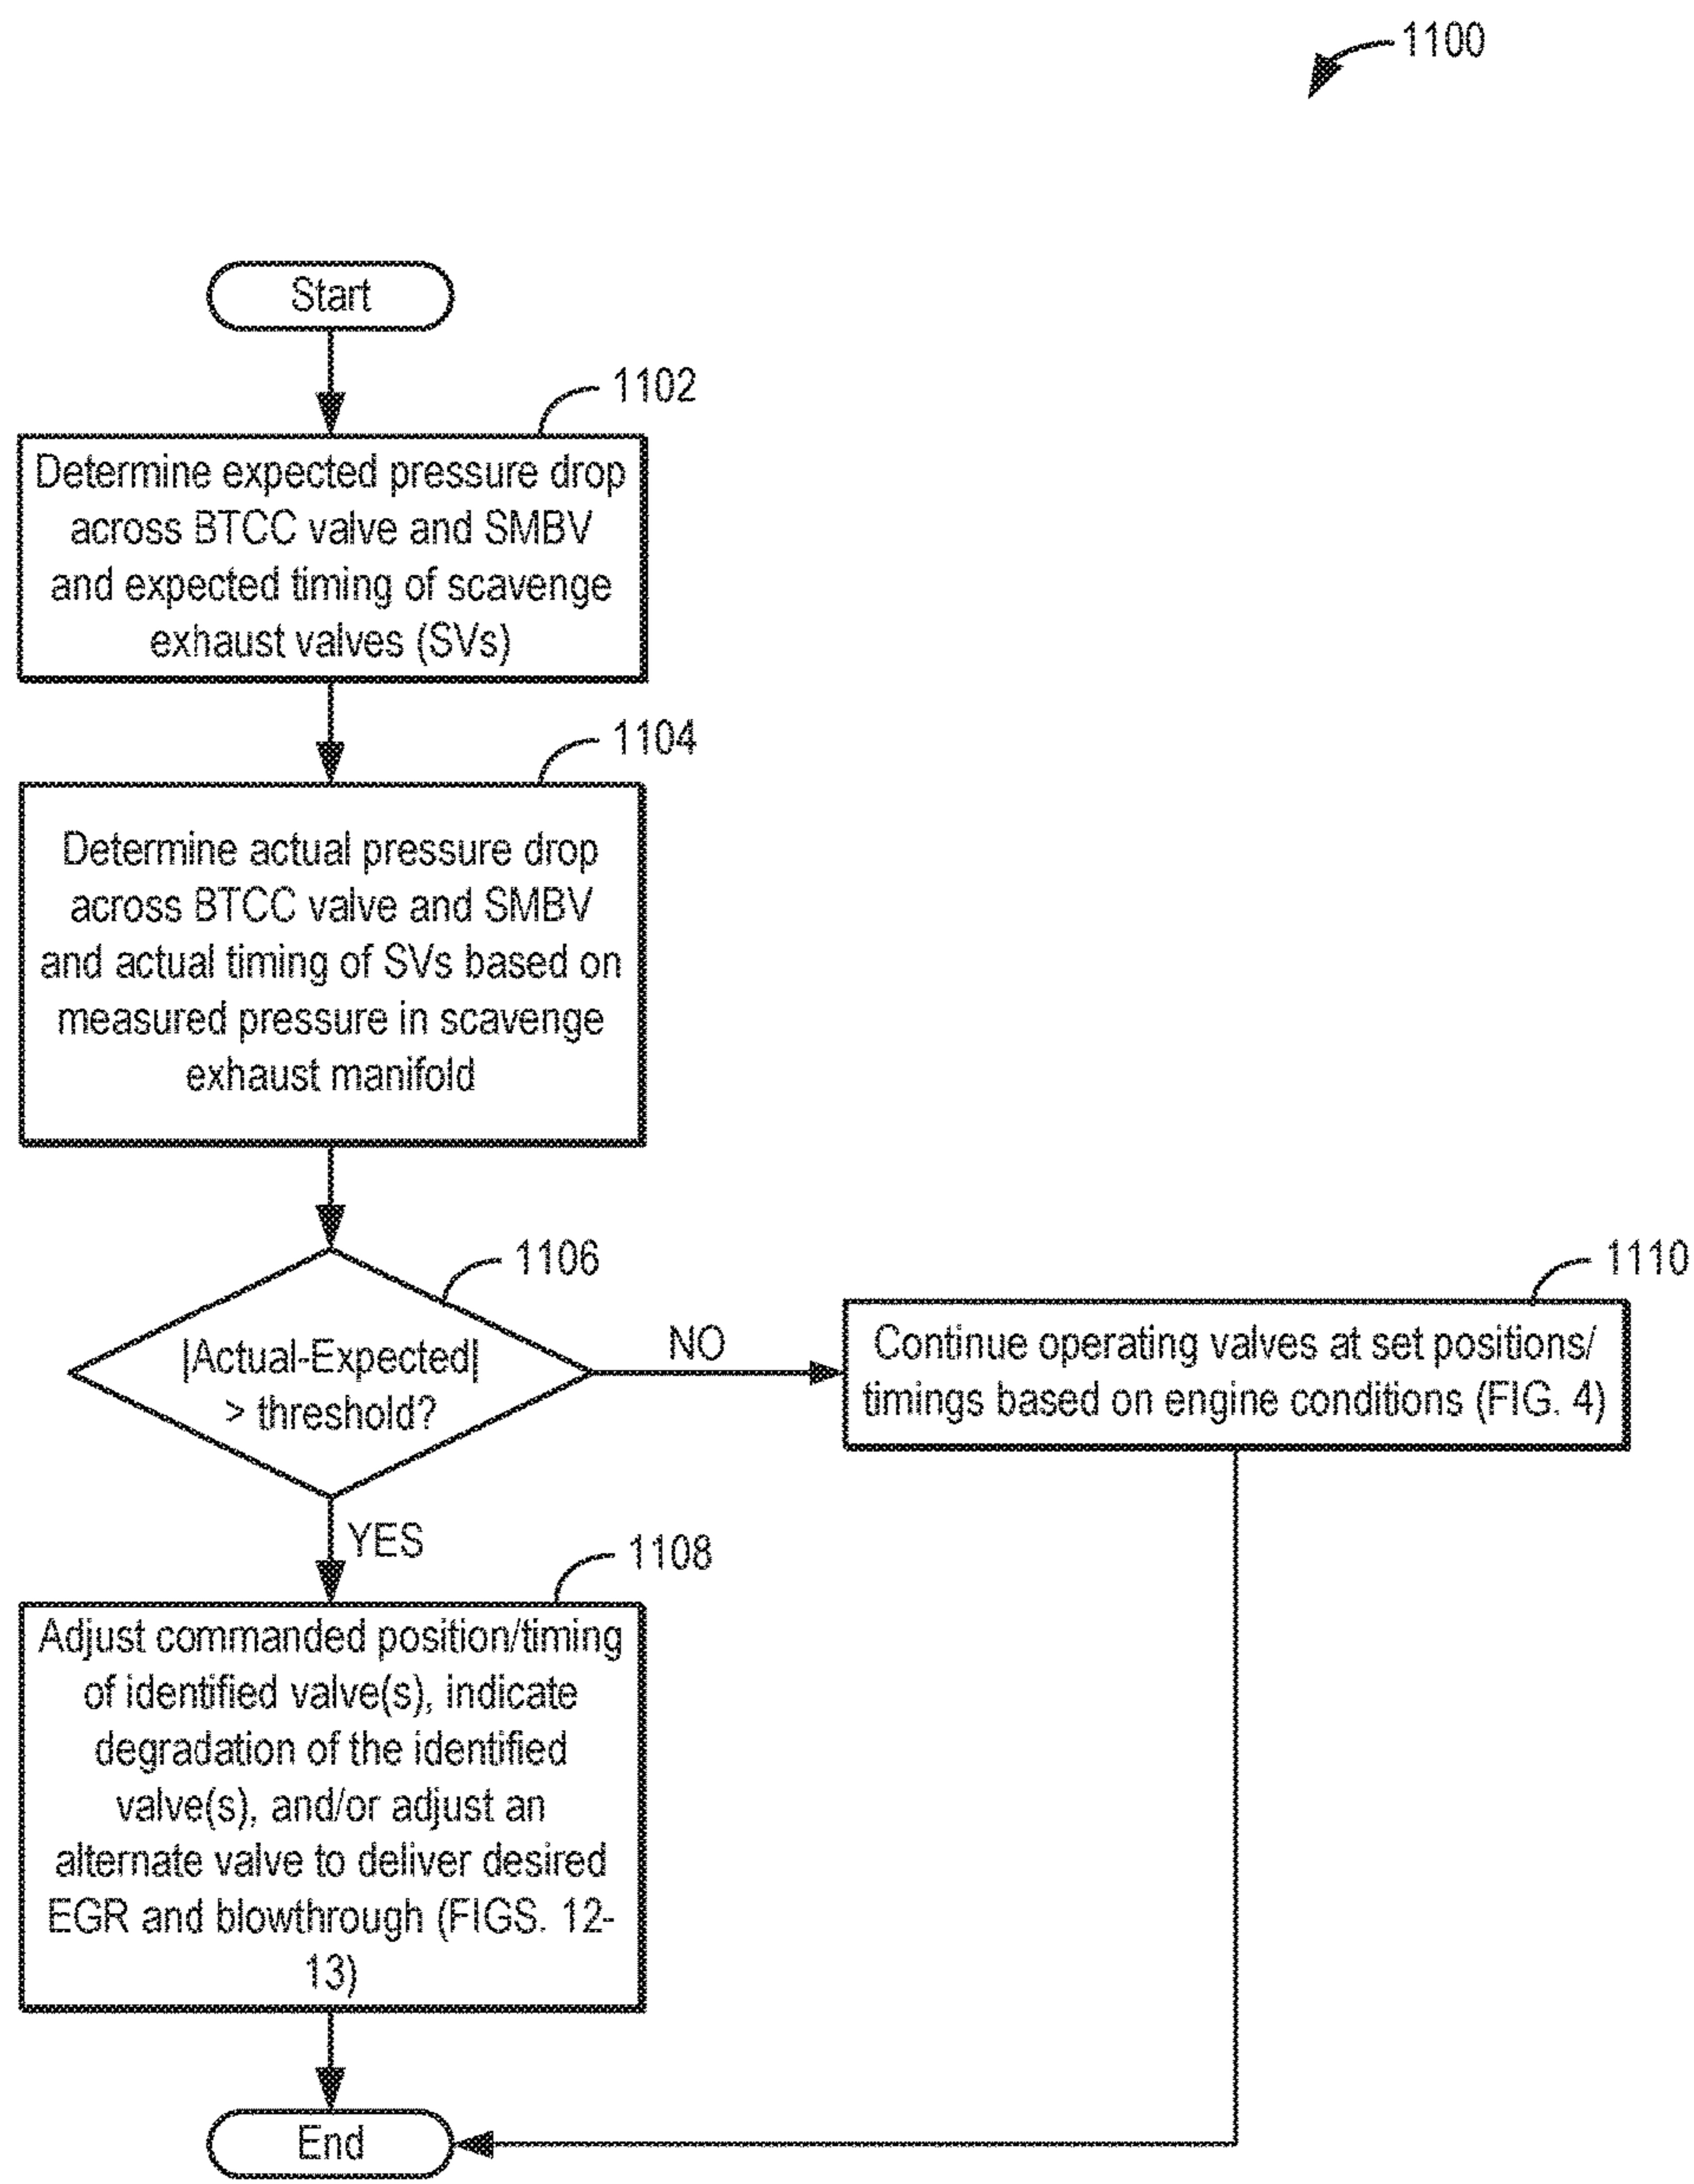 1100
Start
1102
Determine expected pressure drop
across BTCC valve and SMBV
and expected timing of scavenge
exhaust valves (SVs)
1104
Determine actual pressure drop
across BTCC valve and SMBV
and actual timing of SVs based on
measured pressure in scavenge
exhaust manifold
1106
|Actual-Expected|
> threshold?
NO
1110
Continue operating valves at set positions/
timings based on engine conditions (FIG. 4)
YES
1108
Adjust commanded position/timing
of identified valve(s), indicate
degradation of the identified
valve(s), and/or adjust an
alternate valve to deliver desired
EGR and blowthrough (FIGS. 12-
13)
End